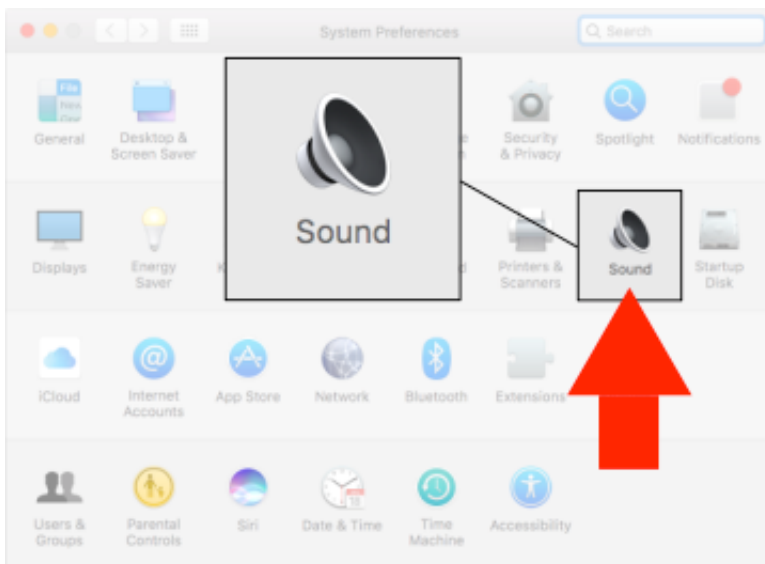 System Preferences
Search
File
New
General
Desktop &
Screen Saver
Security
& Privacy
Spotlight
Notifications
Sound
Displays
Energy
Saver
Printers &
Scanners
Sound
Startup
Disk
iCloud
Internet
Accounts
App Store
Network
Bluetooth
Extensions
Users &
Groups
Parental
Controls
Siri
Date & Time
Time
Machine
Accessibility